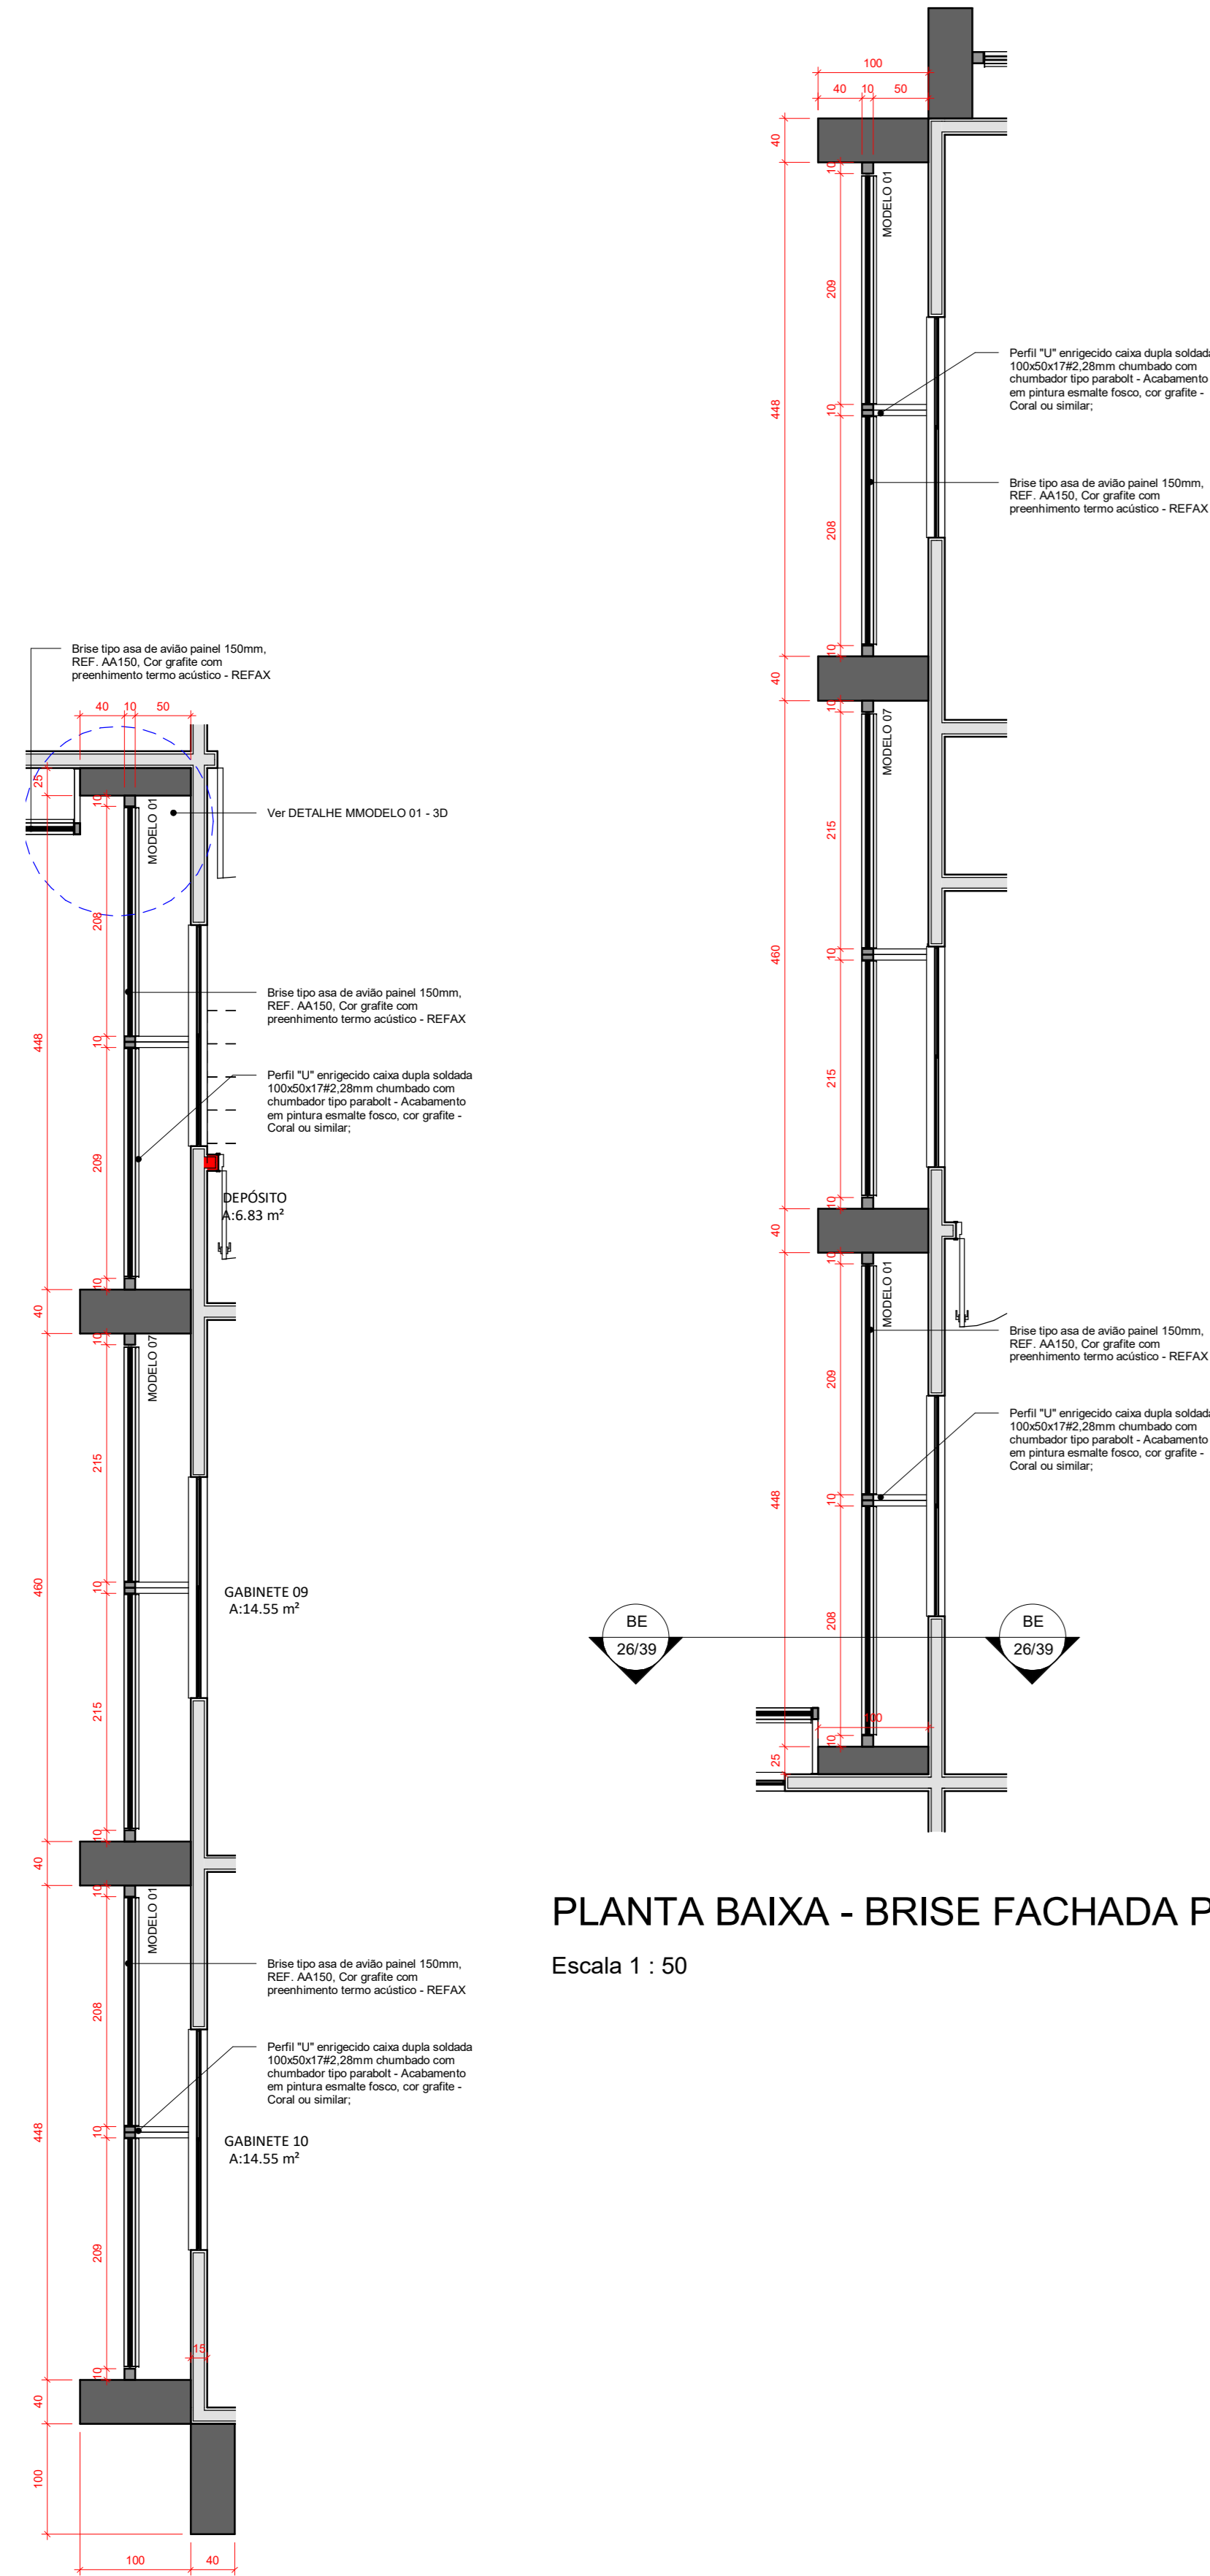 100
40 10 50
40
10
MODELO 01
209
448
Perfil "U" enrigecido caixa dupla soldada
100x50x17#2,28mm chumbado com
chumbador tipo parabolt - Acabamento
em pintura esmalte fosco, cor grafite -
Coral ou similar;
10
Brise tipo asa de avião painel 150mm,
REF. AA150, Cor grafite com
preenhimento termo acústico - REFAX
208
10
40
10
MODELO 07
215
460
10
215
10
40
10
MODELO 01
Brise tipo asa de avião painel 150mm,
REF. AA150, Cor grafite com
preenhimento termo acústico - REFAX
209
Perfil "U" enrigecido caixa dupla soldada
100x50x17#2,28mm chumbado com
chumbador tipo parabolt - Acabamento
em pintura esmalte fosco, cor grafite -
Coral ou similar;
448
10
208
BE
26/39
BE
26/39
100
10
25
Brise tipo asa de avião painel 150mm,
REF. AA150, Cor grafite com
preenhimento termo acústico - REFAX
40 10 50
25
10
MODELO 01
Ver DETALHE MMODELO 01 - 3D
208
Brise tipo asa de avião painel 150mm,
REF. AA150, Cor grafite com
preenhimento termo acústico - REFAX
448
10
Perfil "U" enrigecido caixa dupla soldada
100x50x17#2,28mm chumbado com
chumbador tipo parabolt - Acabamento
em pintura esmalte fosco, cor grafite -
Coral ou similar;
209
DEPÓSITO
A:6.83 m²
10
40
10
MODELO 07
215
460
10
GABINETE 09
A:14.55 m²
215
10
40
10
MODELO 01
Brise tipo asa de avião painel 150mm,
REF. AA150, Cor grafite com
preenhimento termo acústico - REFAX
208
Perfil "U" enrigecido caixa dupla soldada
100x50x17#2,28mm chumbado com
chumbador tipo parabolt - Acabamento
em pintura esmalte fosco, cor grafite -
Coral ou similar;
448
10
GABINETE 10
A:14.55 m²
209
15
10
40
100
100 40
PLANTA BAIXA - BRISE FACHADA P
Escala 1 : 50